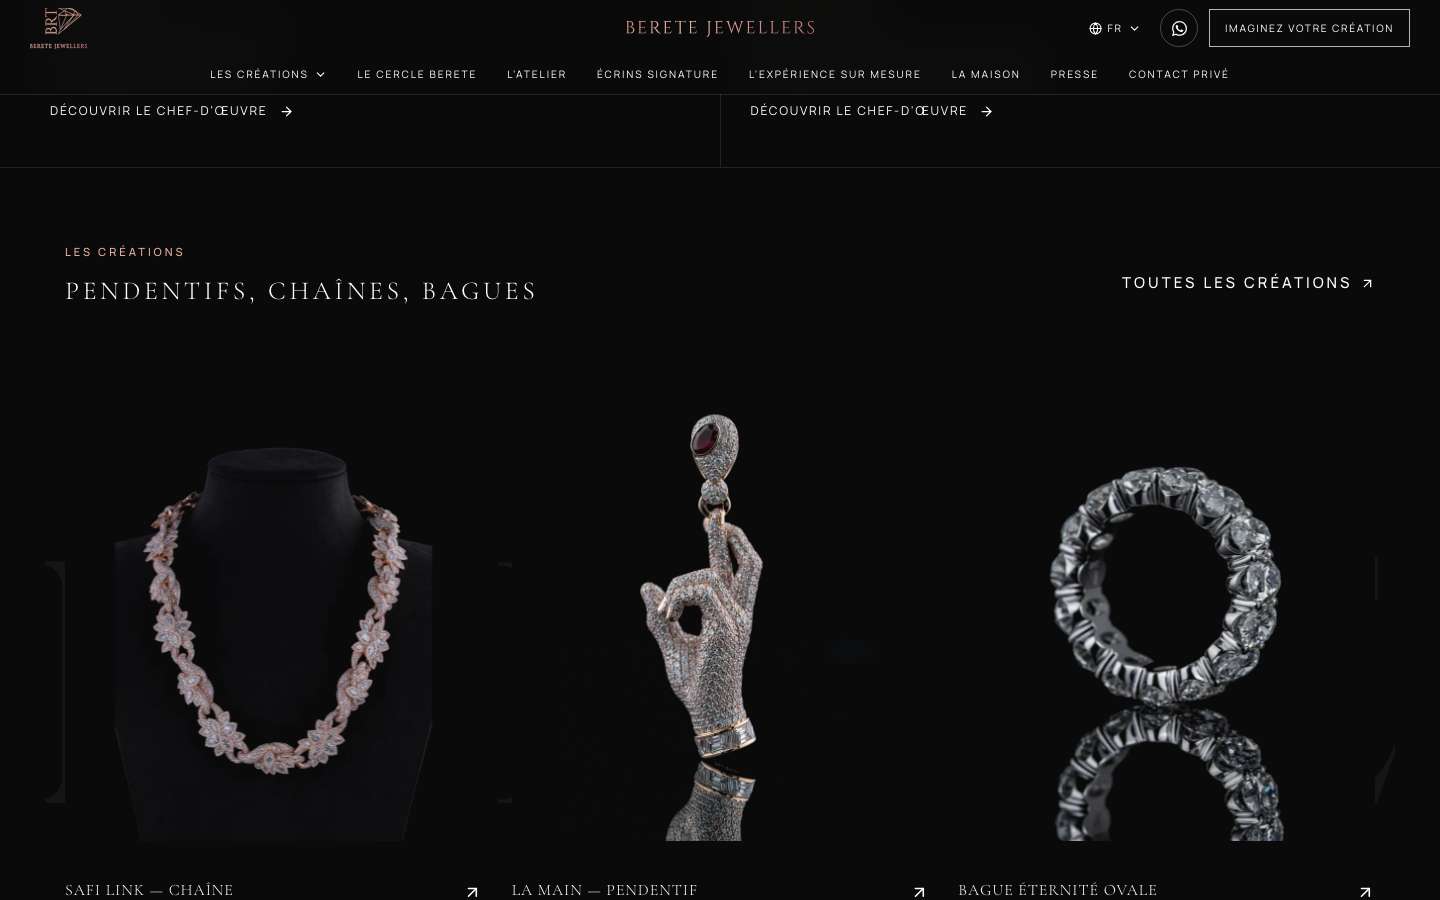 BRT
BERETE JEWELLERS
BERETE JEWELLERS
FR
IMAGINEZ VOTRE CRÉATION
LES CRÉATIONS
LE CERCLE BERETE
L'ATELIER
ÉCRINS SIGNATURE
L'EXPÉRIENCE SUR MESURE
LA MAISON
PRESSE
CONTACT PRIVÉ
DÉCOUVRIR LE CHEF-D'ŒUVRE
DÉCOUVRIR LE CHEF-D'ŒUVRE
LES CRÉATIONS
PENDENTIFS, CHAÎNES, BAGUES
TOUTES LES CRÉATIONS
SAFI LINK — CHAÎNE
LA MAIN — PENDENTIF
BAGUE ÉTERNITÉ OVALE